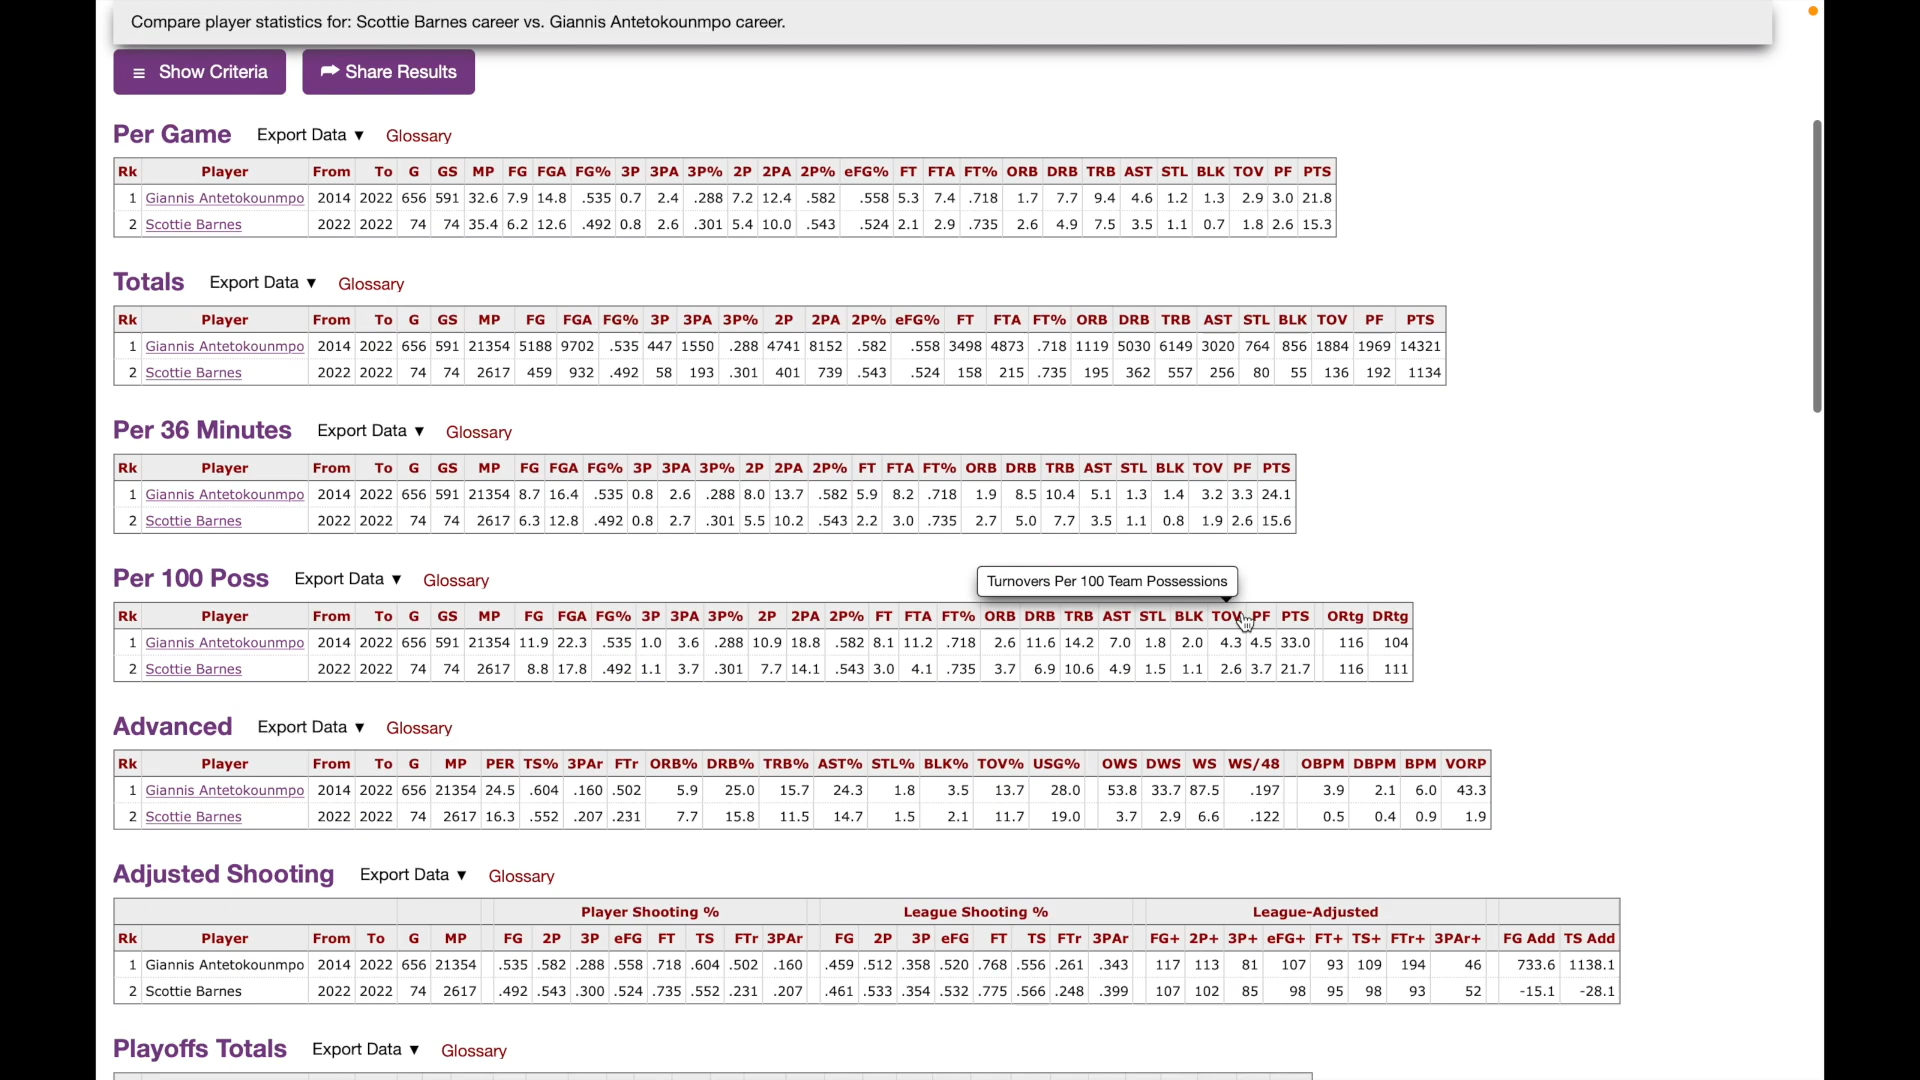 Compare player statistics for: Scottie Barnes career vs. Giannis Antetokounmpo career.
Show Criteria Share Results
Per Game Export Data ▼ Glossary
Rk Player From To G GS MP FG FGA FG% 3P 3PA 3P% 2P 2PA 2P% eFG% FT FTA FT% ORB DRB TRB AST STL BLK TOV PF PTS
1 Giannis Antetokounmpo 2014 2022 656 591 32.6 7.9 14.8 .535 0.7 2.4 .288 7.2 12.4 .582 .558 5.3 7.4 .718 1.7 7.7 9.4 4.6 1.2 1.3 2.9 3.0 21.8
2 Scottie Barnes 2022 2022 74 74 35.4 6.2 12.6 .492 0.8 2.6 .301 5.4 10.0 .543 .524 2.1 2.9 .735 2.6 4.9 7.5 3.5 1.1 0.7 1.8 2.6 15.3
Totals Export Data ▼ Glossary
Rk Player From To G GS MP FG FGA FG% 3P 3PA 3P% 2P 2PA 2P% eFG% FT FTA FT% ORB DRB TRB AST STL BLK TOV PF PTS
1 Giannis Antetokounmpo 2014 2022 656 591 21354 5188 9702 .535 447 1550 .288 4741 8152 .582 .558 3498 4873 .718 1119 5030 6149 3020 764 856 1884 1969 14321
2 Scottie Barnes 2022 2022 74 74 2617 459 932 .492 58 193 .301 401 739 .543 .524 158 215 .735 195 362 557 256 80 55 136 192 1134
Per 36 Minutes Export Data ▼ Glossary
Rk Player From To G GS MP FG FGA FG% 3P 3PA 3P% 2P 2PA 2P% FT FTA FT% ORB DRB TRB AST STL BLK TOV PF PTS
1 Giannis Antetokounmpo 2014 2022 656 591 21354 8.7 16.4 .535 0.8 2.6 .288 8.0 13.7 .582 5.9 8.2 .718 1.9 8.5 10.4 5.1 1.3 1.4 3.2 3.3 24.1
2 Scottie Barnes 2022 2022 74 74 2617 6.3 12.8 .492 0.8 2.7 .301 5.5 10.2 .543 2.2 3.0 .735 2.7 5.0 7.7 3.5 1.1 0.8 1.9 2.6 15.6
Per 100 Poss Export Data ▼ Glossary
Turnovers Per 100 Team Possessions
Rk Player From To G GS MP FG FGA FG% 3P 3PA 3P% 2P 2PA 2P% FT FTA FT% ORB DRB TRB AST STL BLK TOV PF PTS ORtg DRtg
1 Giannis Antetokounmpo 2014 2022 656 591 21354 11.9 22.3 .535 1.0 3.6 .288 10.9 18.8 .582 8.1 11.2 .718 2.6 11.6 14.2 7.0 1.8 2.0 4.3 4.5 33.0 116 104
2 Scottie Barnes 2022 2022 74 74 2617 8.8 17.8 .492 1.1 3.7 .301 7.7 14.1 .543 3.0 4.1 .735 3.7 6.9 10.6 4.9 1.5 1.1 2.6 3.7 21.7 116 111
Advanced Export Data ▼ Glossary
Rk Player From To G MP PER TS% 3PAr FTr ORB% DRB% TRB% AST% STL% BLK% TOV% USG% OWS DWS WS WS/48 OBPM DBPM BPM VORP
1 Giannis Antetokounmpo 2014 2022 656 21354 24.5 .604 .160 .502 5.9 25.0 15.7 24.3 1.8 3.5 13.7 28.0 53.8 33.7 87.5 .197 3.9 2.1 6.0 43.3
2 Scottie Barnes 2022 2022 74 2617 16.3 .552 .207 .231 7.7 15.8 11.5 14.7 1.5 2.1 11.7 19.0 3.7 2.9 6.6 .122 0.5 0.4 0.9 1.9
Adjusted Shooting Export Data ▼ Glossary
Player Shooting % League Shooting % League-Adjusted
Rk Player From To G MP FG 2P 3P eFG FT TS FTr 3PAr FG 2P 3P eFG FT TS FTr 3PAr FG+ 2P+ 3P+ eFG+ FT+ TS+ FTr+ 3PAr+ FG Add TS Add
1 Giannis Antetokounmpo 2014 2022 656 21354 .535 .582 .288 .558 .718 .604 .502 .160 .459 .512 .358 .520 .768 .556 .261 .343 117 113 81 107 93 109 194 46 733.6 1138.1
2 Scottie Barnes 2022 2022 74 2617 .492 .543 .300 .524 .735 .552 .231 .207 .461 .533 .354 .532 .775 .566 .248 .399 107 102 85 98 95 98 93 52 -15.1 -28.1
Playoffs Totals Export Data ▼ Glossary